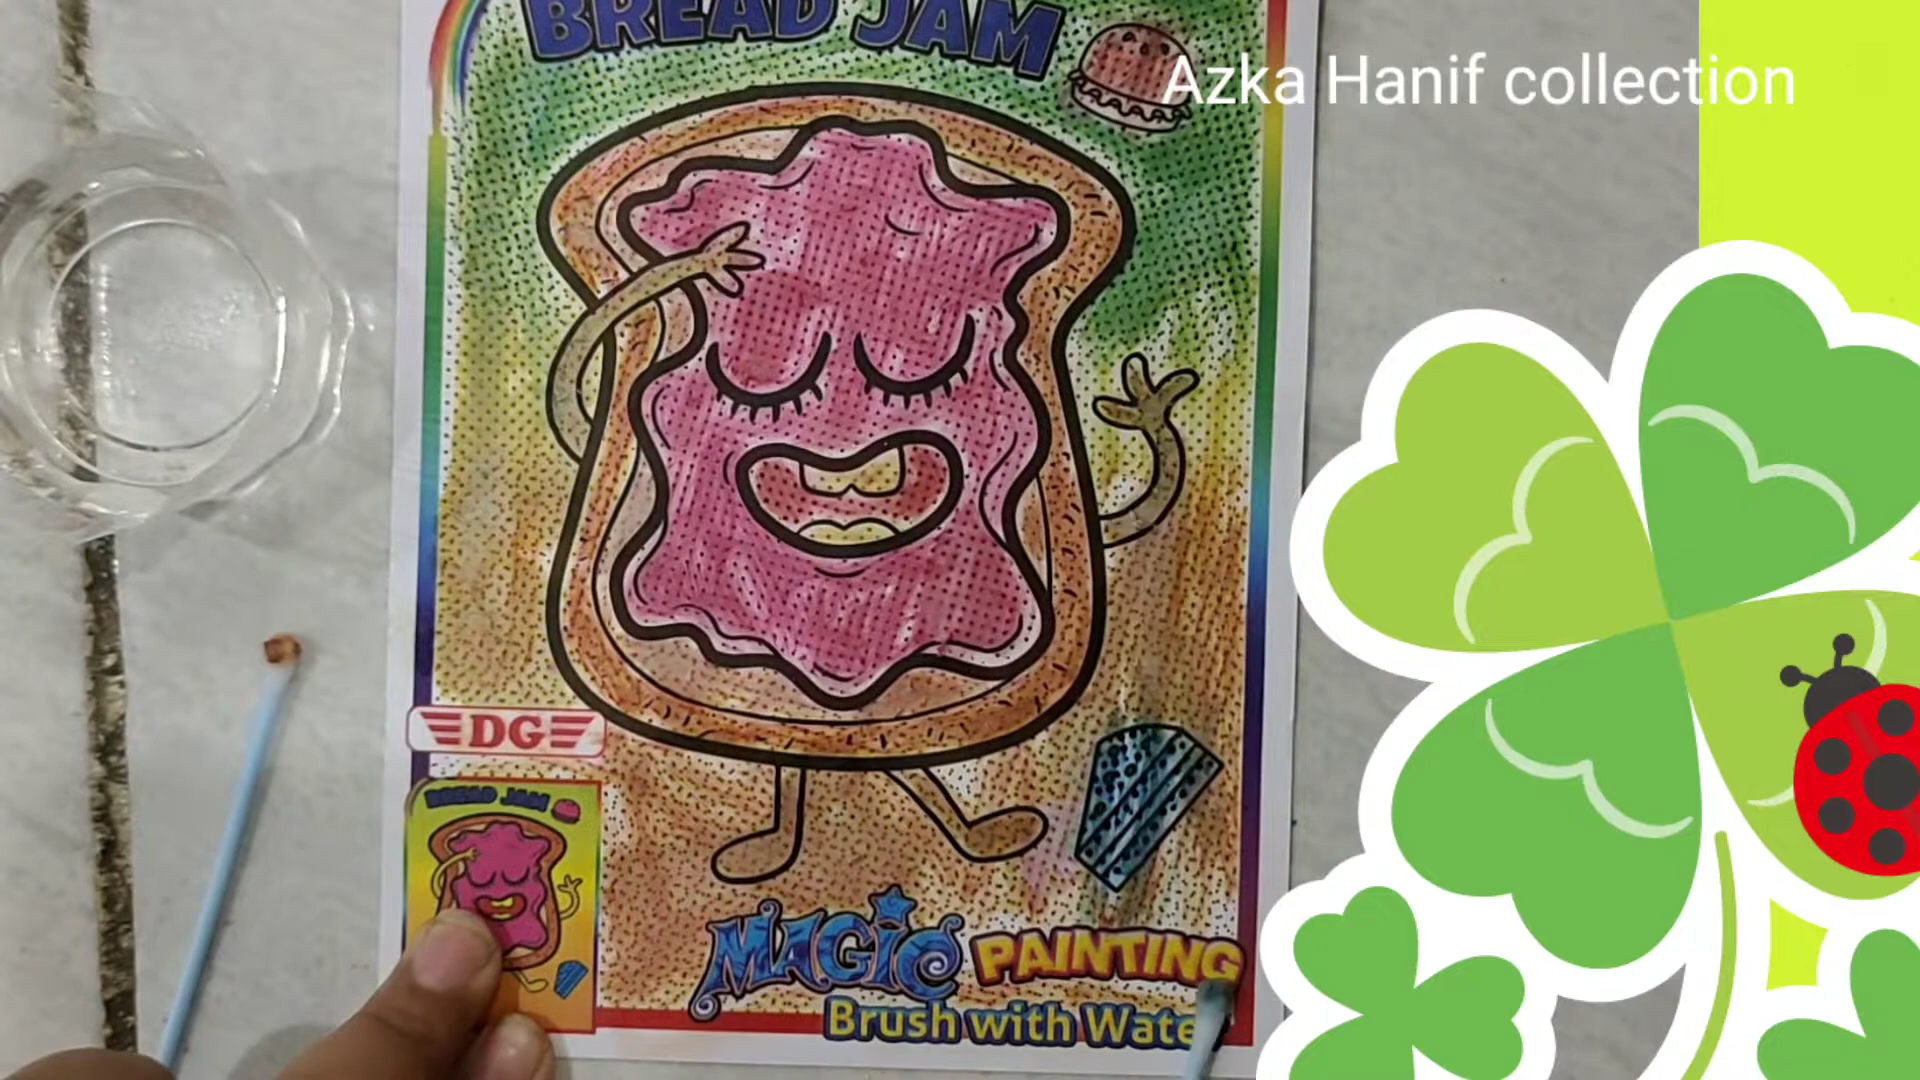 BREAD JAM
Azka Hanif collection
DG
BREAD JAM
MAGIC PAINTING
Brush with Wate